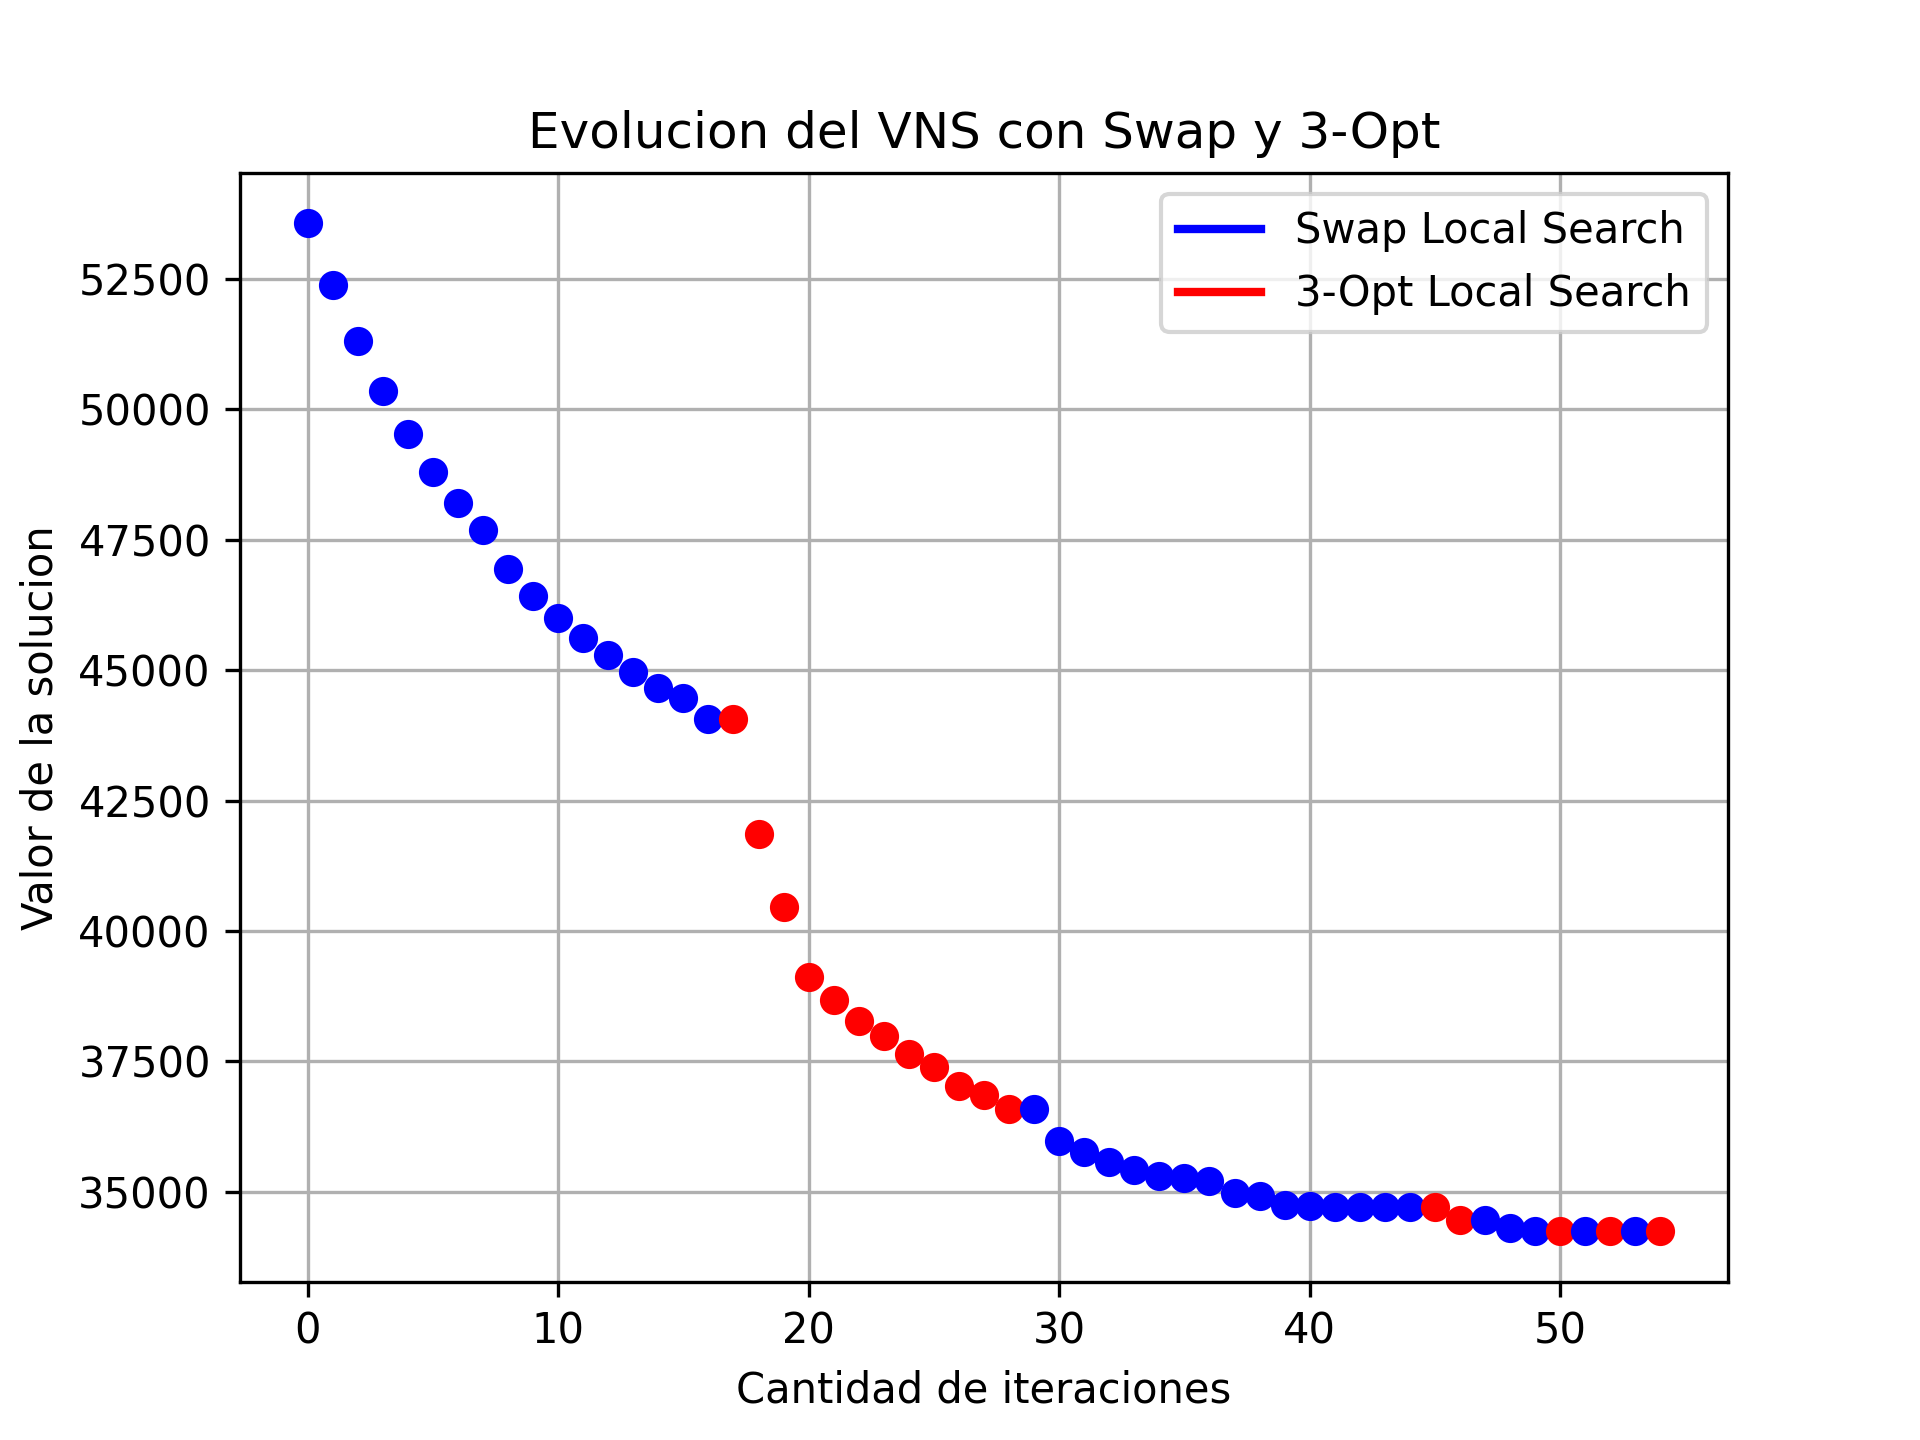 Evolucion del VNS con Swap y 3-Opt
Swap Local Search
3-Opt Local Search
Valor de la solucion
52500
50000
47500
45000
42500
40000
37500
35000
0 10 20 30 40 50
Cantidad de iteraciones